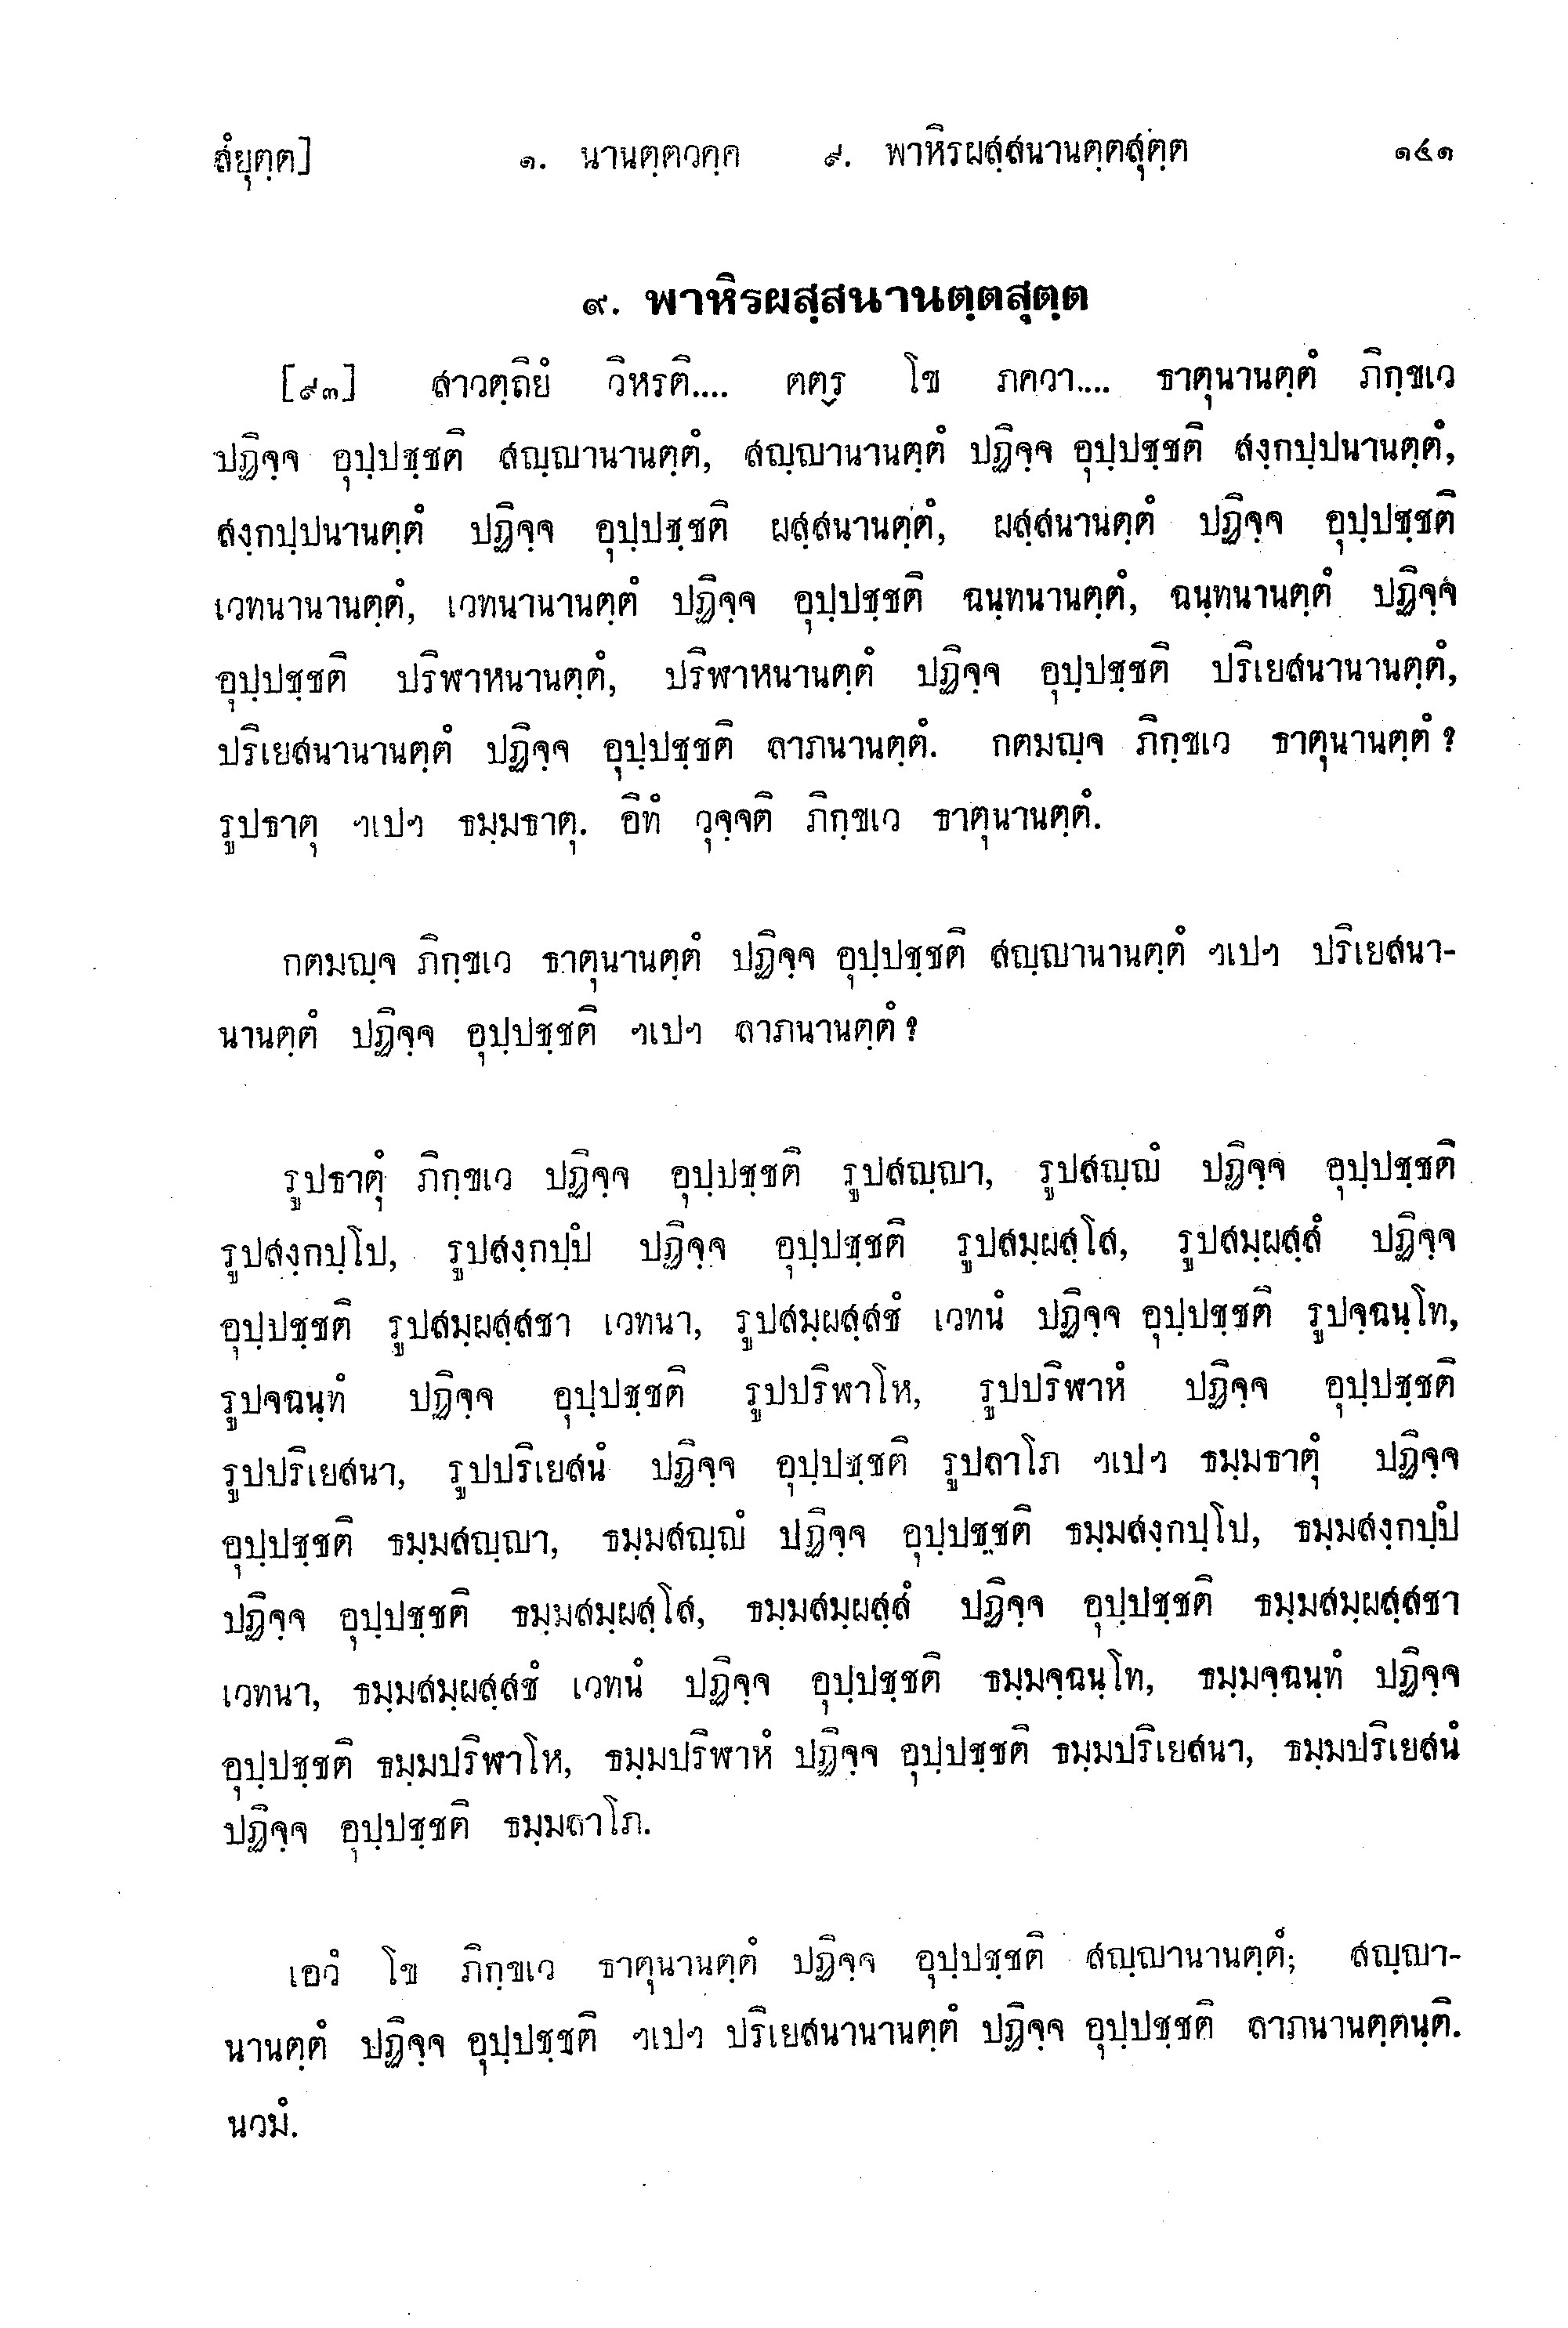 สํยุตฺต] ๑. นานตฺตวคฺค ๙. พาหิรผสฺสนานตฺตสุตฺต ๑๔๑
๙. พาหิรผสฺสนานตฺตสุตฺต
[๙๓] สาวตฺถิยํ วิหรติ.... ตตฺร โข ภควา.... ธาตุนานตฺตํ ภิกฺขเว
ปฏิจฺจ อุปฺปชฺชติ สญฺญานานตฺตํ, สญฺญานานตฺตํ ปฏิจฺจ อุปฺปชฺชติ สงฺกปฺปนานตฺตํ,
สงฺกปฺปนานตฺตํ ปฏิจฺจ อุปฺปชฺชติ ผสฺสนานตฺตํ, ผสฺสนานตฺตํ ปฏิจฺจ อุปฺปชฺชติ
เวทนานานตฺตํ, เวทนานานตฺตํ ปฏิจฺจ อุปฺปชฺชติ ฉนฺทนานตฺตํ, ฉนฺทนานตฺตํ ปฏิจฺจ
อุปฺปชฺชติ ปริฬาหนานตฺตํ, ปริฬาหนานตฺตํ ปฏิจฺจ อุปฺปชฺชติ ปริเยสนานานตฺตํ,
ปริเยสนานานตฺตํ ปฏิจฺจ อุปฺปชฺชติ ลาภนานตฺตํ. กตมญฺจ ภิกฺขเว ธาตุนานตฺตํ ?
รูปธาตุ ฯเปฯ ธมฺมธาตุ. อิทํ วุจฺจติ ภิกฺขเว ธาตุนานตฺตํ.
กตมญฺจ ภิกฺขเว ธาตุนานตฺตํ ปฏิจฺจ อุปฺปชฺชติ สญฺญานานตฺตํ ฯเปฯ ปริเยสนา-
นานตฺตํ ปฏิจฺจ อุปฺปชฺชติ ฯเปฯ ลาภนานตฺตํ ?
รูปธาตุํ ภิกฺขเว ปฏิจฺจ อุปฺปชฺชติ รูปสญฺญา, รูปสญฺญํ ปฏิจฺจ อุปฺปชฺชติ
รูปสงฺกปฺโป, รูปสงฺกปฺปํ ปฏิจฺจ อุปฺปชฺชติ รูปสมฺผสฺโส, รูปสมฺผสฺสํ ปฏิจฺจ
อุปฺปชฺชติ รูปสมฺผสฺสชา เวทนา, รูปสมฺผสฺสชํ เวทนํ ปฏิจฺจ อุปฺปชฺชติ รูปจฺฉนฺโท,
รูปจฉนฺทํ ปฏิจฺจ อุปฺปชฺชติ รูปปริฬาโห, รูปปริฬาหํ ปฏิจฺจ อุปฺปชฺชติ
รูปปริเยสนา, รูปปริเยสนํ ปฏิจฺจ อุปฺปชฺชติ รูปลาโภ ฯเปฯ ธมฺมธาตุํ ปฏิจฺจ
อุปฺปชฺชติ ธมฺมสญฺญา, ธมฺมสญฺญํ ปฏิจฺจ อุปฺปชฺชติ ธมฺมสงฺกปฺโป, ธมฺมสงฺกปฺปํ
ปฏิจฺจ อุปฺปชฺชติ ธมฺมสมฺผสฺโส, ธมฺมสมฺผสฺสํ ปฏิจฺจ อุปฺปชฺชติ ธมฺมสมฺผสฺสชา
เวทนา, ธมฺมสมฺผสฺสชํ เวทนํ ปฏิจฺจ อุปฺปชฺชติ ธมฺมจฺฉนฺโท, ธมฺมจฺฉนฺทํ ปฏิจฺจ
อุปฺปชฺชติ ธมฺมปริฬาโห, ธมฺมปริฬาหํ ปฏิจฺจ อุปฺปชฺชติ ธมฺมปริเยสนา, ธมฺมปริเยสนํ
ปฏิจฺจ อุปฺปชฺชติ ธมฺมลาโภ.
เอวํ โข ภิกฺขเว ธาตุนานตฺตํ ปฏิจฺจ อุปฺปชฺชติ สญฺญานานตฺตํ; สญฺญา-
นานตฺตํ ปฏิจฺจ อุปฺปชฺชติ ฯเปฯ ปริเยสนานานตฺตํ ปฏิจฺจ อุปฺปชฺชติ ลาภนานตฺตนฺติ.
นวมํ.